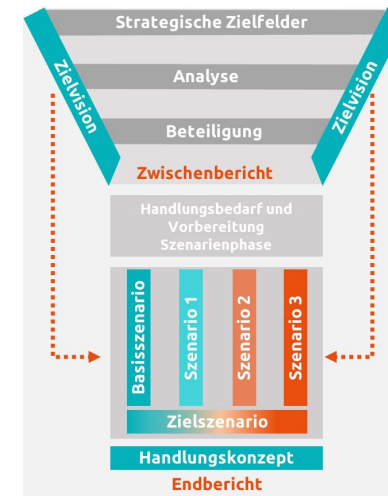 Strategische Zielfelder
Zielvision
Zielvision
Analyse
Beteiligung
Zwischenbericht
Handlungsbedarf und
Vorbereitung
Szenarienphase
Basisszenario
Szenario 1
Szenario 2
Szenario 3
Zielszenario
Handlungskonzept
Endbericht